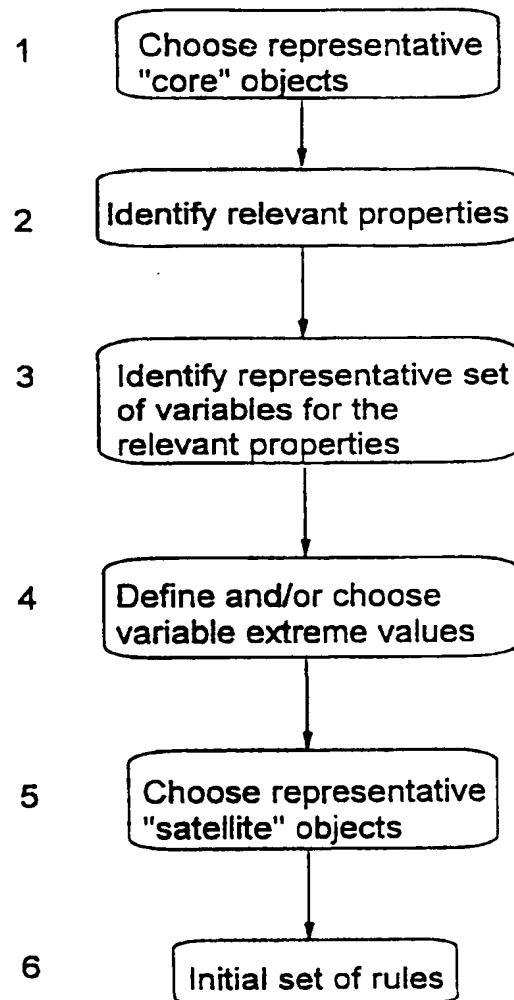 1
Choose representative
"core" objects
2
Identify relevant properties
3
Identify representative set
of variables for the
relevant properties
4
Define and/or choose
variable extreme values
5
Choose representative
"satellite" objects
6
Initial set of rules